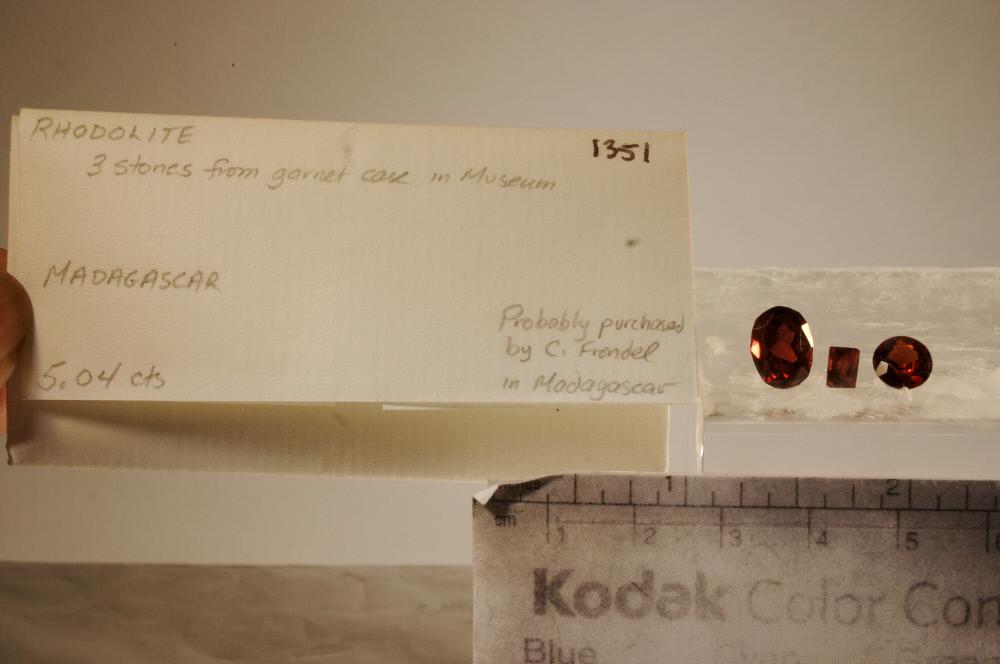 RHODOLITE
1351
3 stones from garnet case in Museum
MADAGASCAR
Probably purchased
by C. Frondel
in Madagascar
5.04 cts
1 2
cm 1 2 3 4 5
Kodak Color Con
Blue